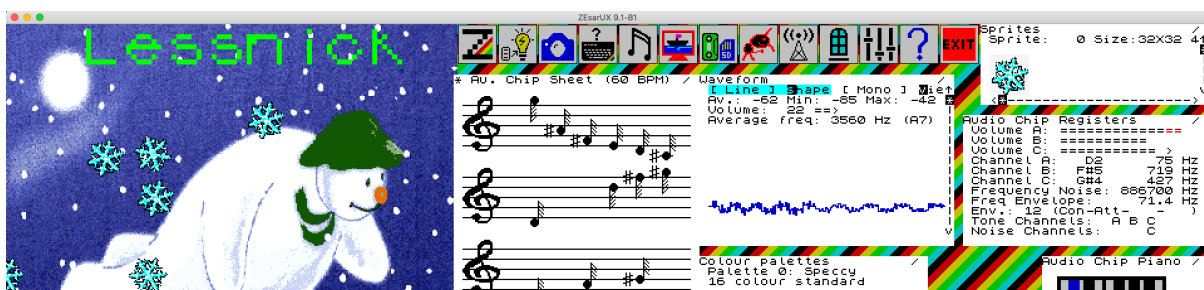 ZEsarUX 9.1-B1
Lessnick
SD
EXIT
Sprites /
Sprite: 0 Size:32X32
* Av. Chip Sheet (60 BPM) /
Waveform /
[ Line ] Shape [ Mono ]
Av.: -62 Min: -85 Max: -42
Volume: 22 ==>
Average freq: 3560 Hz (A7)
Audio Chip Registers /
Volume A: ===============
Volume B: ===========
Volume C: ============ >
Channel A: D2 75 Hz
Channel B: F#5 719 Hz
Channel C: G#4 427 Hz
Frequency Noise: 886700 Hz
Freq Envelope: 71.4 Hz
Env.: 12 (Con-Att- - )
Tone Channels: A B C
Noise Channels: C
Colour palettes /
Palette 0: Speccy
16 colour standard
Audio Chip Piano /